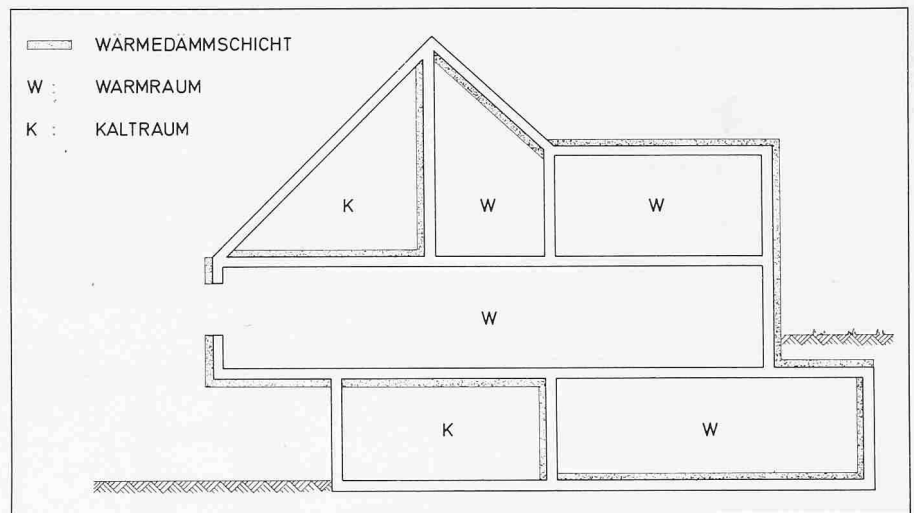 WÄRMEDÄMMSCHICHT
W : WARMRAUM
K : KALTRAUM
K W W
W
K W